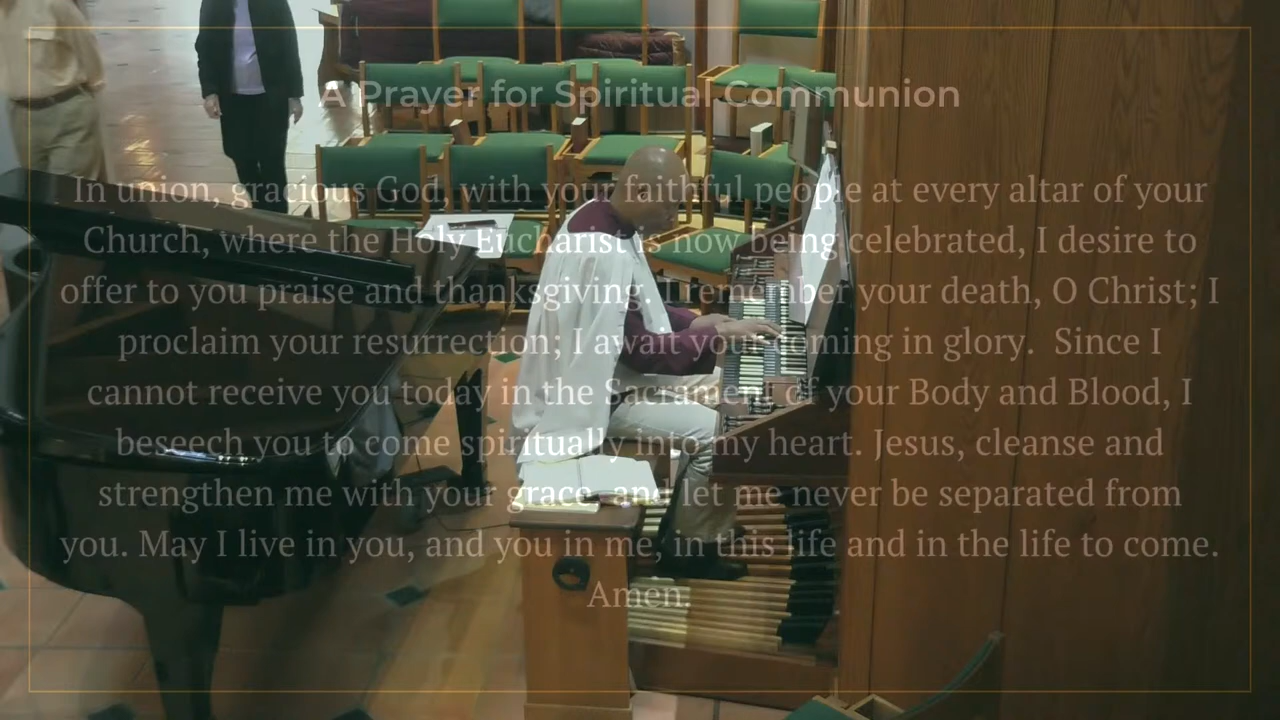 A Prayer for Spiritual Communion
In union, gracious God, with your faithful people at every altar of your
Church, where the Holy Eucharist is now being celebrated, I desire to
offer to you praise and thanksgiving. I remember your death, O Christ; I
proclaim your resurrection; I await your coming in glory. Since I
cannot receive you today in the Sacrament of your Body and Blood, I
beseech you to come spiritually into my heart. Jesus, cleanse and
strengthen me with your grace, and let me never be separated from
you. May I live in you, and you in me, in this life and in the life to come.
Amen.